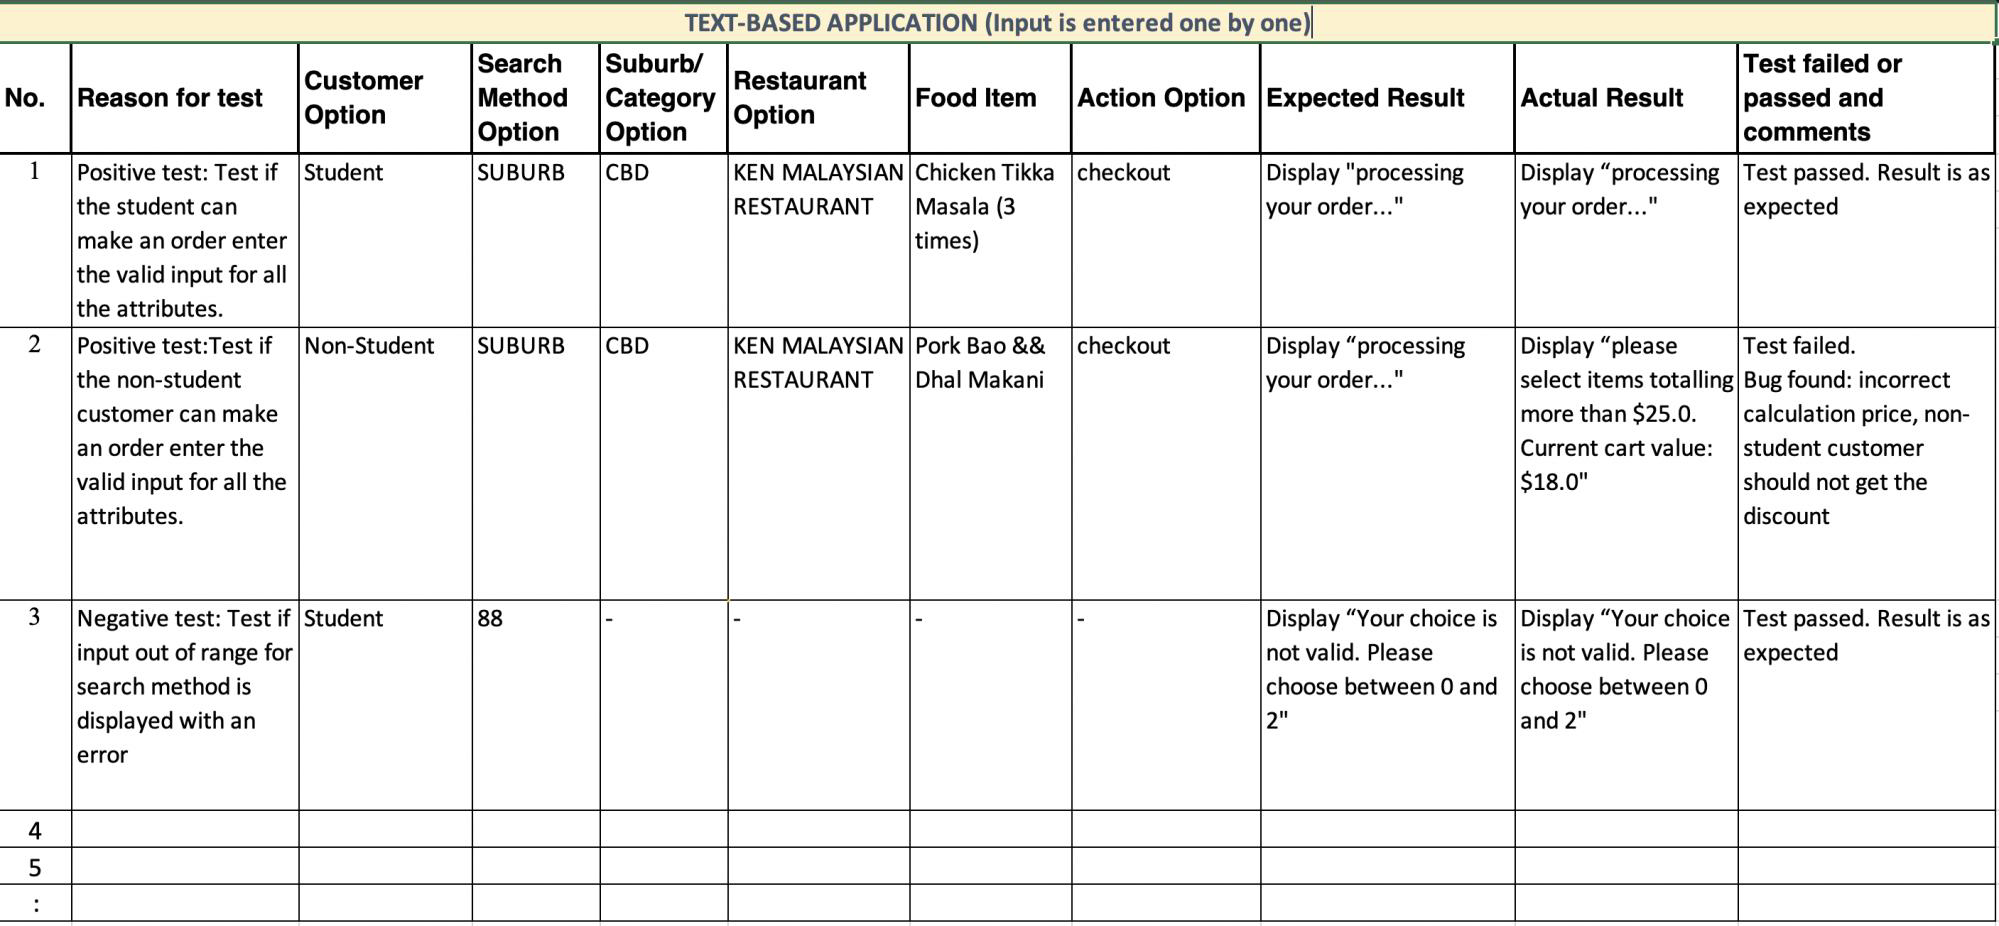 TEXT-BASED APPLICATION (Input is entered one by one)
No.
Reason for test
Customer
Option
Search
Method
Option
Suburb/
Category
Option
Restaurant
Option
Food Item
Action Option
Expected Result
Actual Result
Test failed or
passed and
comments
1
Positive test: Test if
the student can
make an order enter
the valid input for all
the attributes.
Student
SUBURB
CBD
KEN MALAYSIAN
RESTAURANT
Chicken Tikka
Masala (3
times)
checkout
Display "processing
your order..."
Display “processing
your order..."
Test passed. Result is as
expected
2
Positive test:Test if
the non-student
customer can make
an order enter the
valid input for all the
attributes.
Non-Student
SUBURB
CBD
KEN MALAYSIAN
RESTAURANT
Pork Bao &&
Dhal Makani
checkout
Display “processing
your order..."
Display “please
select items totalling
more than $25.0.
Current cart value:
$18.0"
Test failed.
Bug found: incorrect
calculation price, non-
student customer
should not get the
discount
3
Negative test: Test if
input out of range for
search method is
displayed with an
error
Student
88
-
-
-
-
Display “Your choice is
not valid. Please
choose between 0 and
2"
Display “Your choice
is not valid. Please
choose between 0
and 2"
Test passed. Result is as
expected
4
5
: